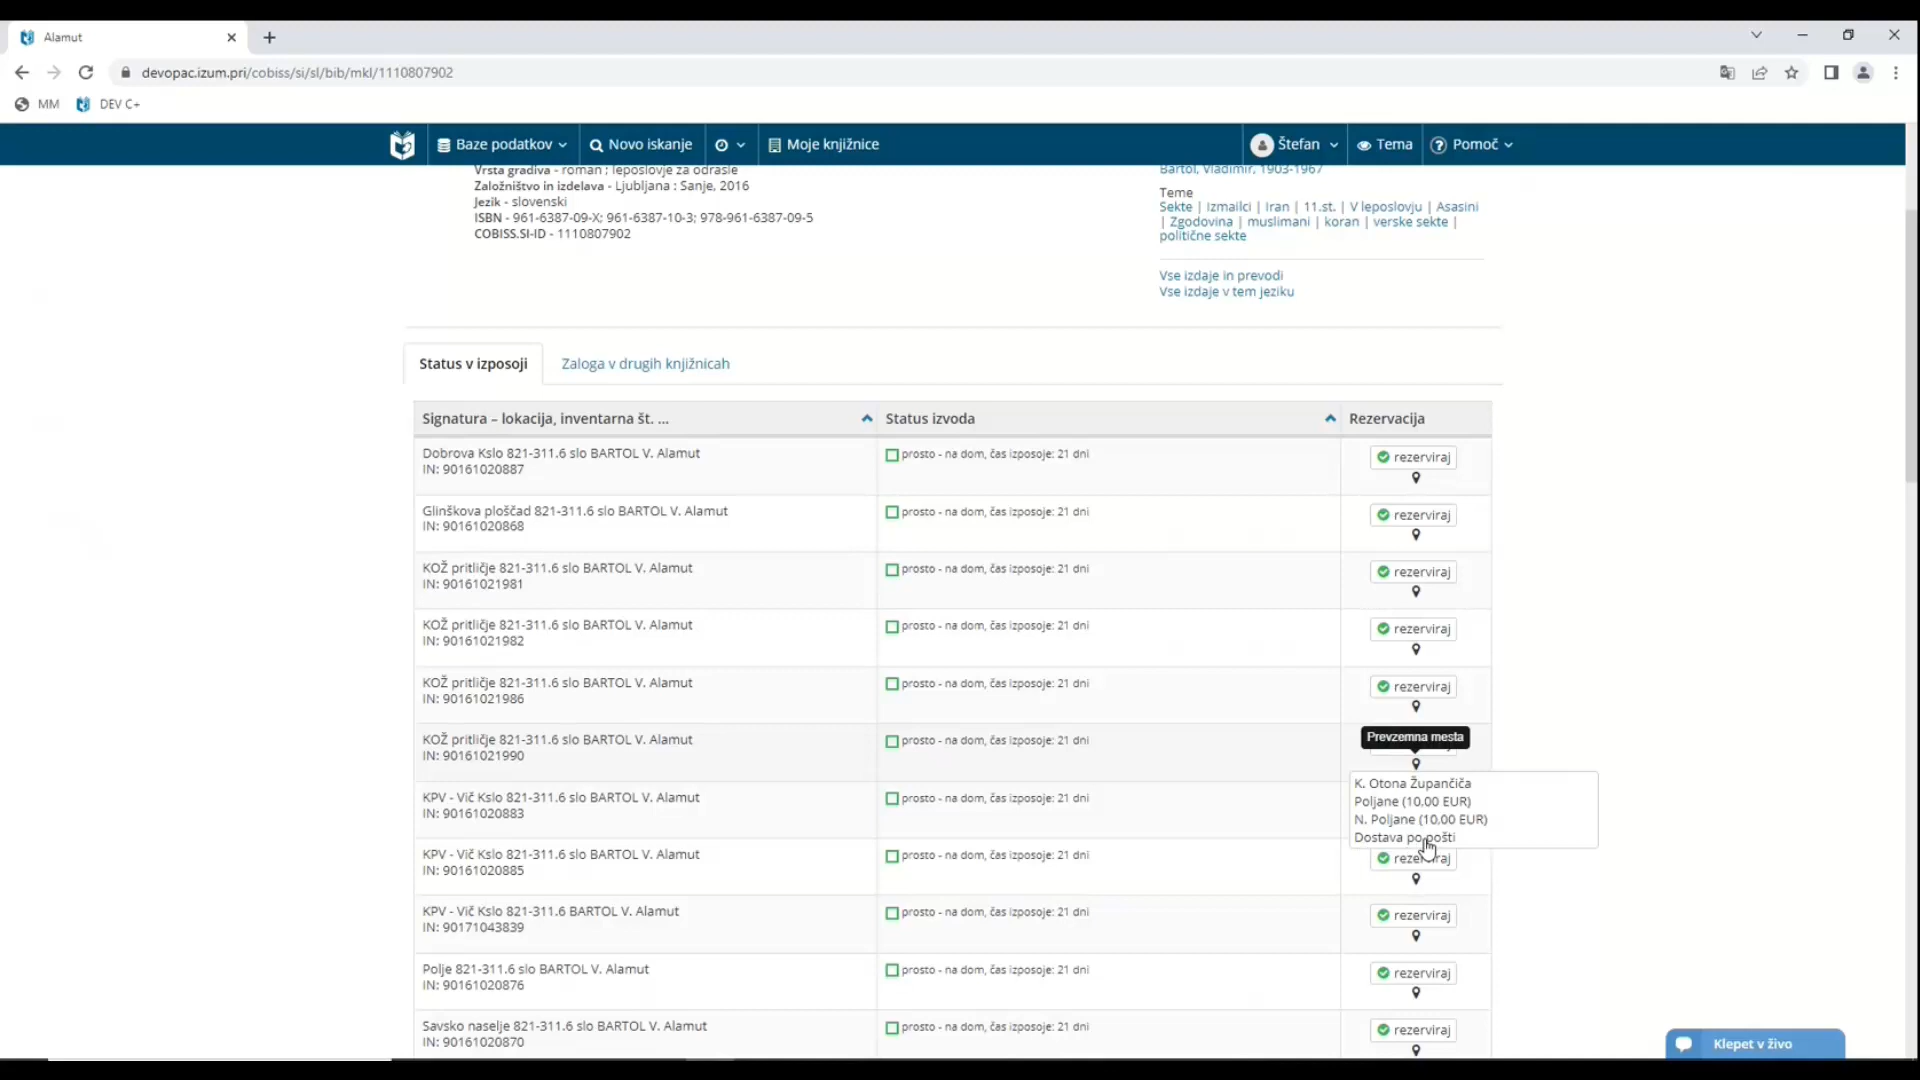 Alamut
devopac.izum.pri/cobiss/si/sl/bib/mkl/1110807902
MM
DEV C+
Baze podatkov
Novo iskanje
Moje knjižnice
Štefan
Tema
Pomoč
Vrsta gradiva - roman ; leposlovje za odrasle
Založništvo in izdelava - Ljubljana : Sanje, 2016
Jezik - slovenski
ISBN - 961-6387-09-X; 961-6387-10-3; 978-961-6387-09-5
COBISS.SI-ID - 1110807902
Bartol, Vladimir, 1903-1967
Teme
Sekte | Izmailci | Iran | 11.st. | V leposlovju | Asasini
| Zgodovina | muslimani | koran | verske sekte |
politične sekte
Vse izdaje in prevodi
Vse izdaje v tem jeziku
Status v izposoji
Zaloga v drugih knjižnicah
Signatura – lokacija, inventarna št. ...
Status izvoda
Rezervacija
Dobrova Kslo 821-311.6 slo BARTOL V. Alamut
IN: 90161020887
prosto - na dom, čas izposoje: 21 dni
rezerviraj
Glinškova ploščad 821-311.6 slo BARTOL V. Alamut
IN: 90161020868
prosto - na dom, čas izposoje: 21 dni
rezerviraj
KOŽ pritličje 821-311.6 slo BARTOL V. Alamut
IN: 90161021981
prosto - na dom, čas izposoje: 21 dni
rezerviraj
KOŽ pritličje 821-311.6 slo BARTOL V. Alamut
IN: 90161021982
prosto - na dom, čas izposoje: 21 dni
rezerviraj
KOŽ pritličje 821-311.6 slo BARTOL V. Alamut
IN: 90161021986
prosto - na dom, čas izposoje: 21 dni
rezerviraj
KOŽ pritličje 821-311.6 slo BARTOL V. Alamut
IN: 90161021990
prosto - na dom, čas izposoje: 21 dni
Prevzemna mesta
K. Otona Župančiča
Poljane (10,00 EUR)
N. Poljane (10,00 EUR)
Dostava po pošti
KPV - Vič Kslo 821-311.6 slo BARTOL V. Alamut
IN: 90161020883
prosto - na dom, čas izposoje: 21 dni
KPV - Vič Kslo 821-311.6 slo BARTOL V. Alamut
IN: 90161020885
prosto - na dom, čas izposoje: 21 dni
rezerviraj
KPV - Vič Kslo 821-311.6 BARTOL V. Alamut
IN: 90171043839
prosto - na dom, čas izposoje: 21 dni
rezerviraj
Polje 821-311.6 slo BARTOL V. Alamut
IN: 90161020876
prosto - na dom, čas izposoje: 21 dni
rezerviraj
Savsko naselje 821-311.6 slo BARTOL V. Alamut
IN: 90161020870
prosto - na dom, čas izposoje: 21 dni
rezerviraj
Klepet v živo